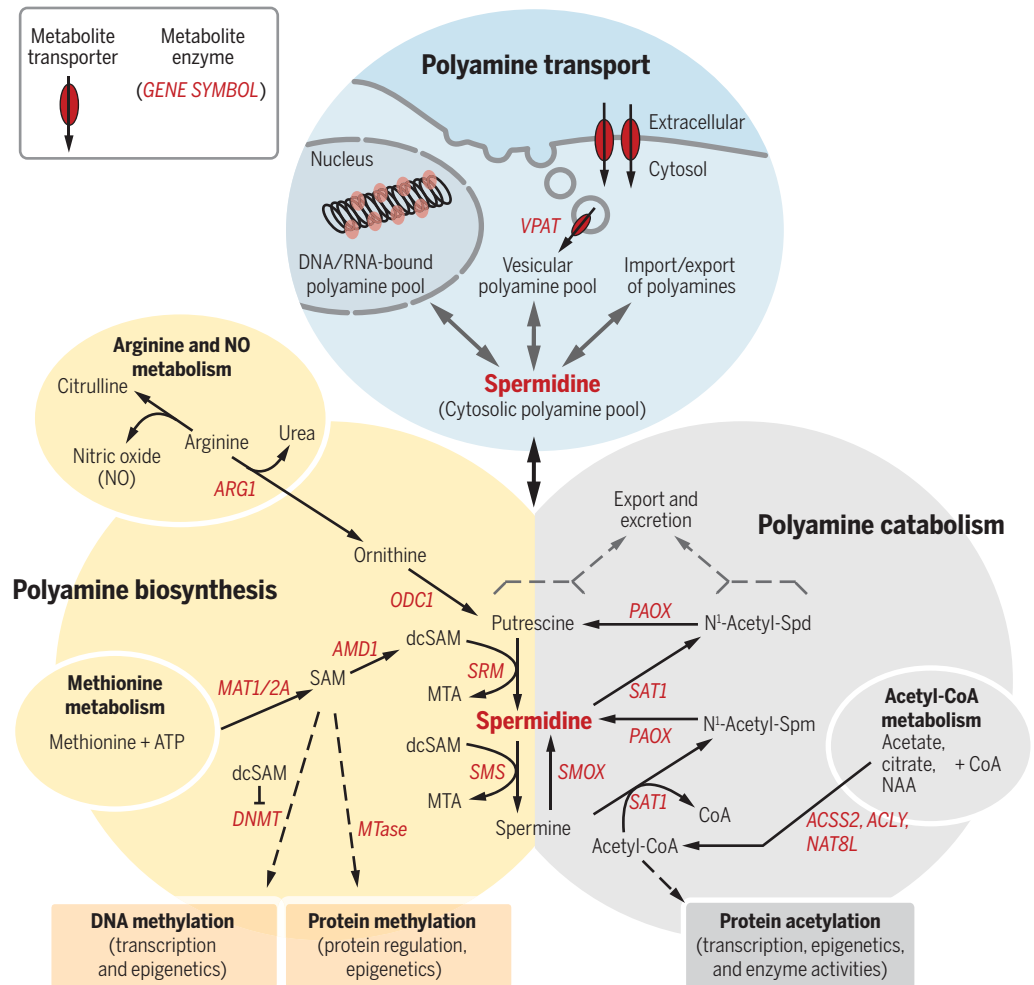 Metabolite
transporter
Metabolite
enzyme
(GENE SYMBOL)
Polyamine transport
Extracellular
Cytosol
Nucleus
VPAT
DNA/RNA-bound
polyamine pool
Vesicular
polyamine pool
Import/export
of polyamines
Spermidine
(Cytosolic polyamine pool)
Arginine and NO
metabolism
Citrulline
Arginine
Urea
Nitric oxide
(NO)
ARG1
Ornithine
Polyamine biosynthesis
ODC1
Putrescine
AMD1
dcSAM
SRM
MTA
MAT1/2A
SAM
Methionine
metabolism
Methionine + ATP
Spermidine
dcSAM
SMS
MTA
SMOX
Spermine
dcSAM
DNMT
MTase
DNA methylation
(transcription
and epigenetics)
Protein methylation
(protein regulation,
epigenetics)
Export and
excretion
Polyamine catabolism
PAOX
N¹-Acetyl-Spd
SAT1
N¹-Acetyl-Spm
PAOX
SAT1
CoA
Acetyl-CoA
Acetyl-CoA
metabolism
Acetate,
citrate, + CoA
NAA
ACSS2, ACLY,
NAT8L
Protein acetylation
(transcription, epigenetics,
and enzyme activities)